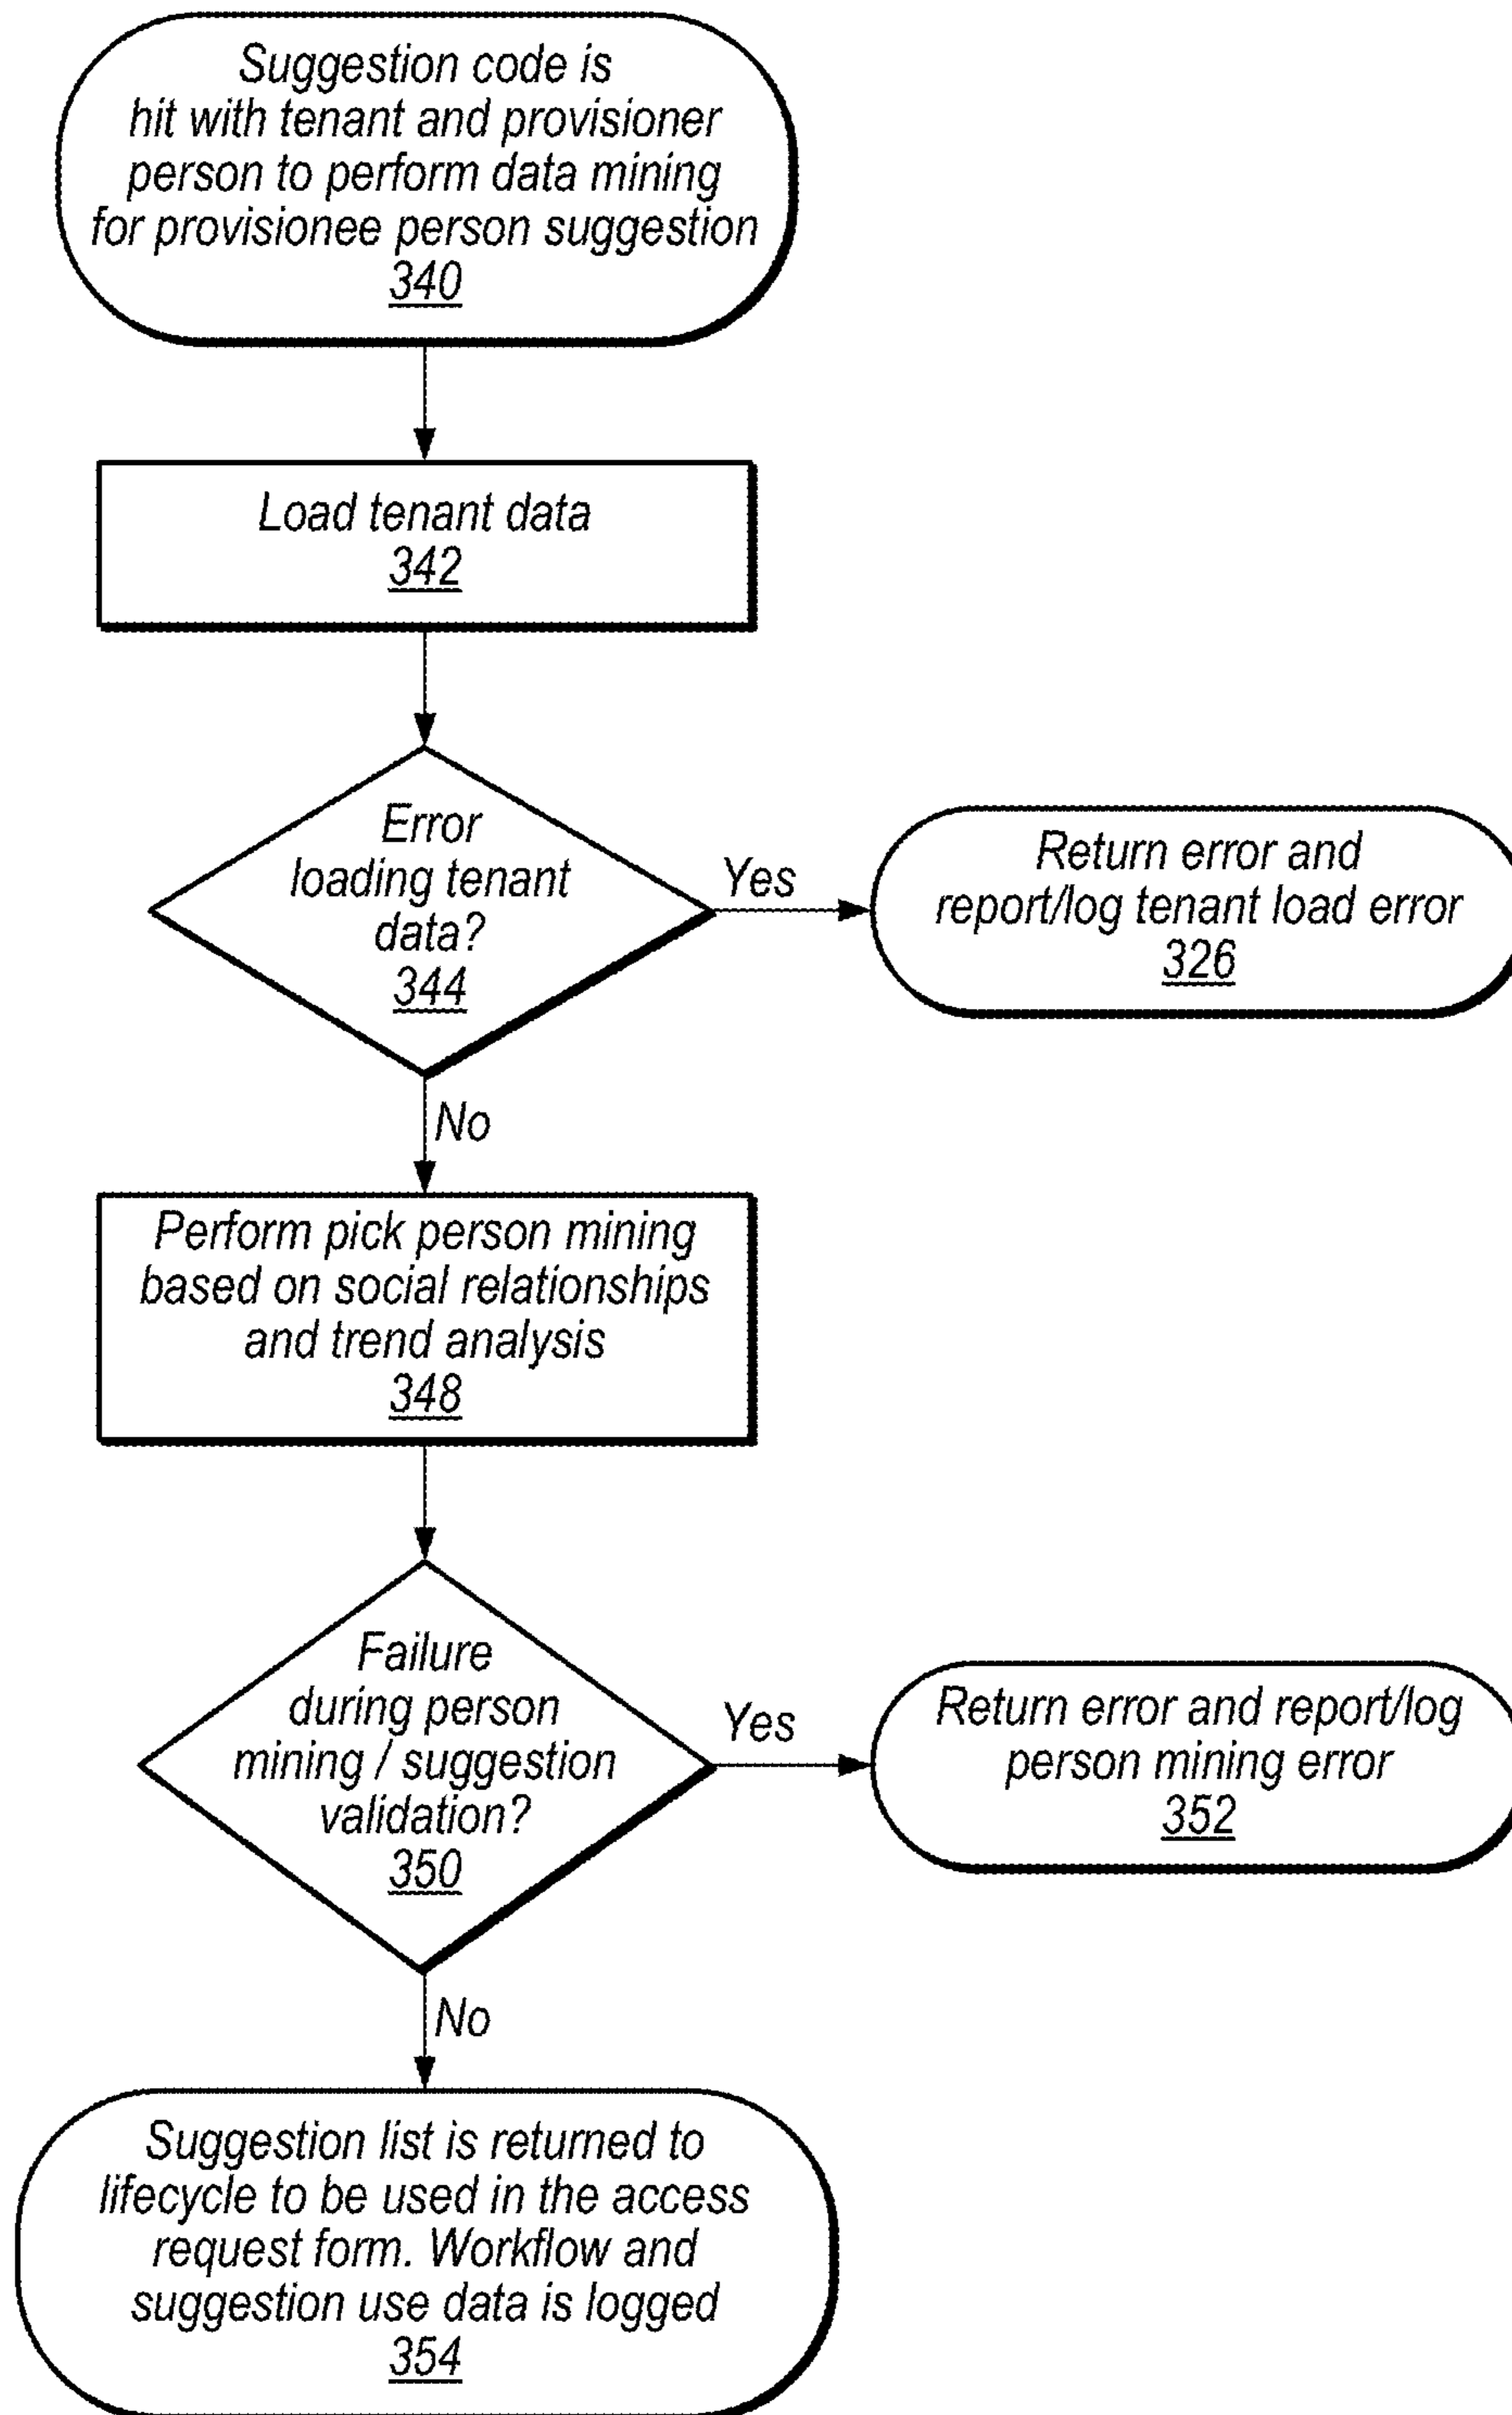 Suggestion code is
hit with tenant and provisioner
person to perform data mining
for provisionee person suggestion
340
Load tenant data
342
Error
loading tenant
data?
344
Yes
Return error and
report/log tenant load error
326
No
Perform pick person mining
based on social relationships
and trend analysis
348
Failure
during person
mining / suggestion
validation?
350
Yes
Return error and report/log
person mining error
352
No
Suggestion list is returned to
lifecycle to be used in the access
request form. Workflow and
suggestion use data is logged
354